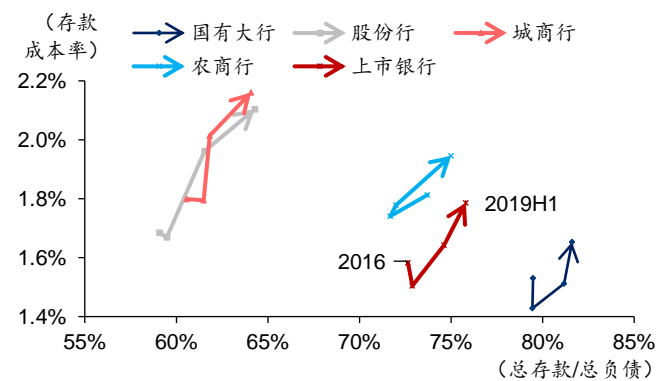 （存款
成本率）
国有大行 股份行 城商行
农商行 上市银行
2.2%
2.0%
1.8%
1.6%
1.4%
2019H1
2016
55% 60% 65% 70% 75% 80% 85%
（总存款/总负债）